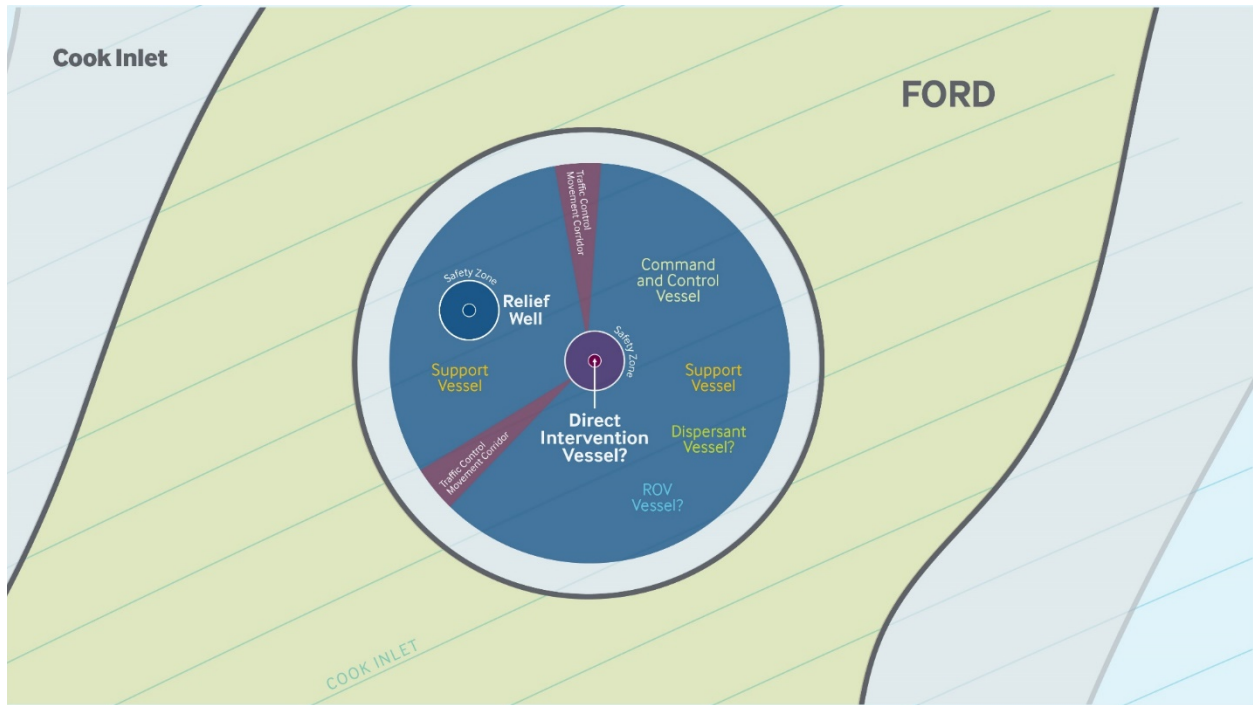 Cook Inlet
FORD
Traffic Control
Movement Corridor
Command
and Control
Vessel
Safety Zone
Relief
Well
Safety Zone
Support
Vessel
Support
Vessel
Direct
Intervention
Vessel?
Dispersant
Vessel?
Traffic Control
Movement Corridor
ROV
Vessel?
COOK INLET